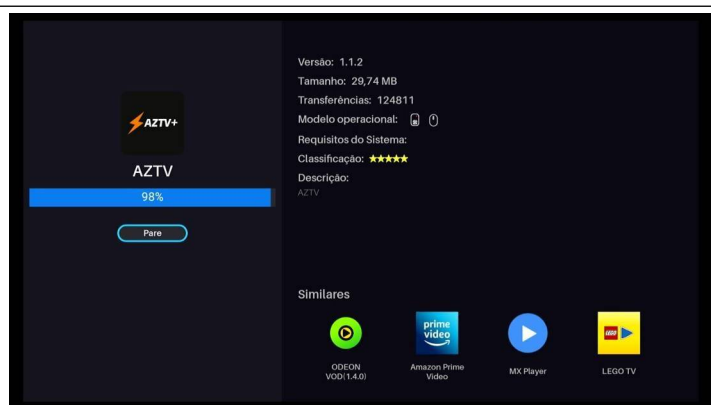 AZTV+
AZTV
98%
Pare
Versão: 1.1.2
Tamanho: 29,74 MB
Transferências: 124811
Modelo operacional:
Requisitos do Sistema:
Classificação: ★★★★★
Descrição:
AZTV
Similares
prime
video
LEGO
ODEON
VOD(1.4.0)
Amazon Prime
Video
MX Player
LEGO TV